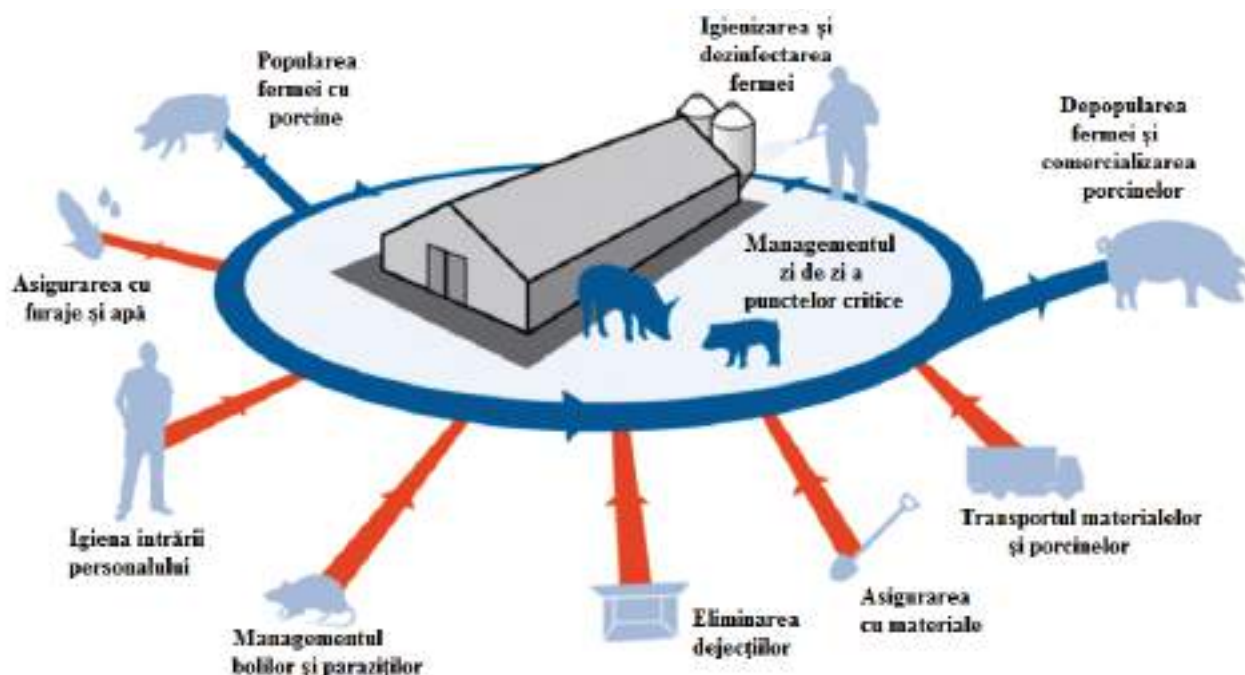 Igienizarea și
dezinfectarea
fermei
Popularea
fermei cu
porcine
Depopularea
fermei și
comercializarea
porcinelor
Managementul
zi de zi a
punctelor critice
Asigurarea cu
furaje și apă
Igiena intrării
personalului
Managementul
bolilor și paraziților
Eliminarea
dejecțiilor
Asigurarea
cu materiale
Transportul materialelor
și porcinelor